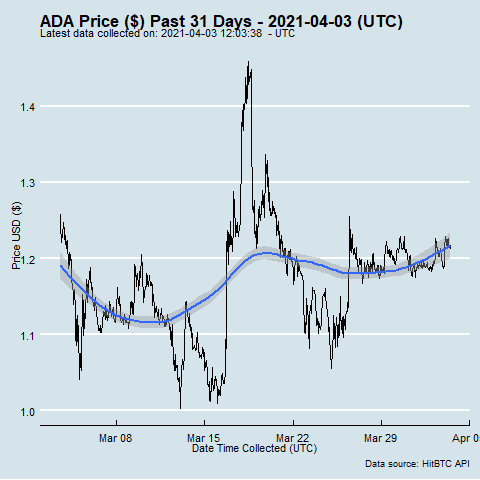 ADA Price ($) Past 31 Days - 2021-04-03 (UTC)
Latest data collected on: 2021-04-03 12:03:38 - UTC
Price USD ($)
1.4
1.3
1.2
1.1
1.0
Mar 08
Mar 15
Mar 22
Mar 29
Apr 0
Date Time Collected (UTC)
Data source: HitBTC API